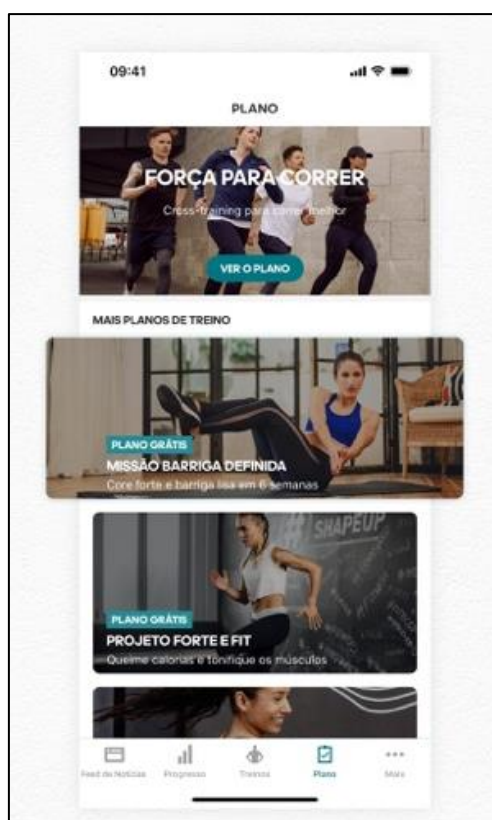 09:41
PLANO
FORÇA PARA CORRER
Cross-training para correr melhor
VER O PLANO
MAIS PLANOS DE TREINO
PLANO GRÁTIS
MISSÃO BARRIGA DEFINIDA
Core forte e barriga lisa em 6 semanas
# SHAPEUP
PLANO GRÁTIS
PROJETO FORTE E FIT
Queime calorias e tonifique os músculos
Feed de Notícias
Progresso
Treinos
Plano
Mais